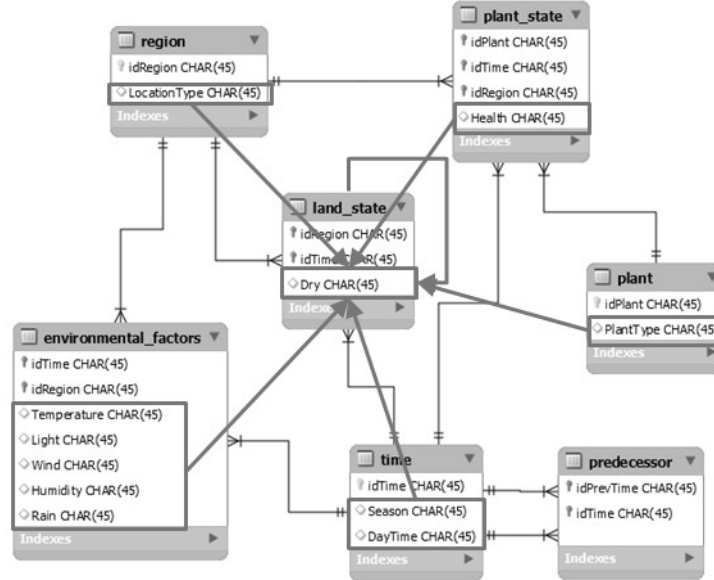 region
idRegion CHAR(45)
LocationType CHAR(45)
Indexes
plant_state
idPlant CHAR(45)
idTime CHAR(45)
idRegion CHAR(45)
Health CHAR(45)
Indexes
land_state
idRegion CHAR(45)
idTime CHAR(45)
Dry CHAR(45)
Indexes
plant
idPlant CHAR(45)
PlantType CHAR(45)
Indexes
environmental_factors
idTime CHAR(45)
idRegion CHAR(45)
Temperature CHAR(45)
Light CHAR(45)
Wind CHAR(45)
Humidity CHAR(45)
Rain CHAR(45)
Indexes
time
idTime CHAR(45)
Season CHAR(45)
DayTime CHAR(45)
Indexes
predecessor
idPrevTime CHAR(45)
idTime CHAR(45)
Indexes